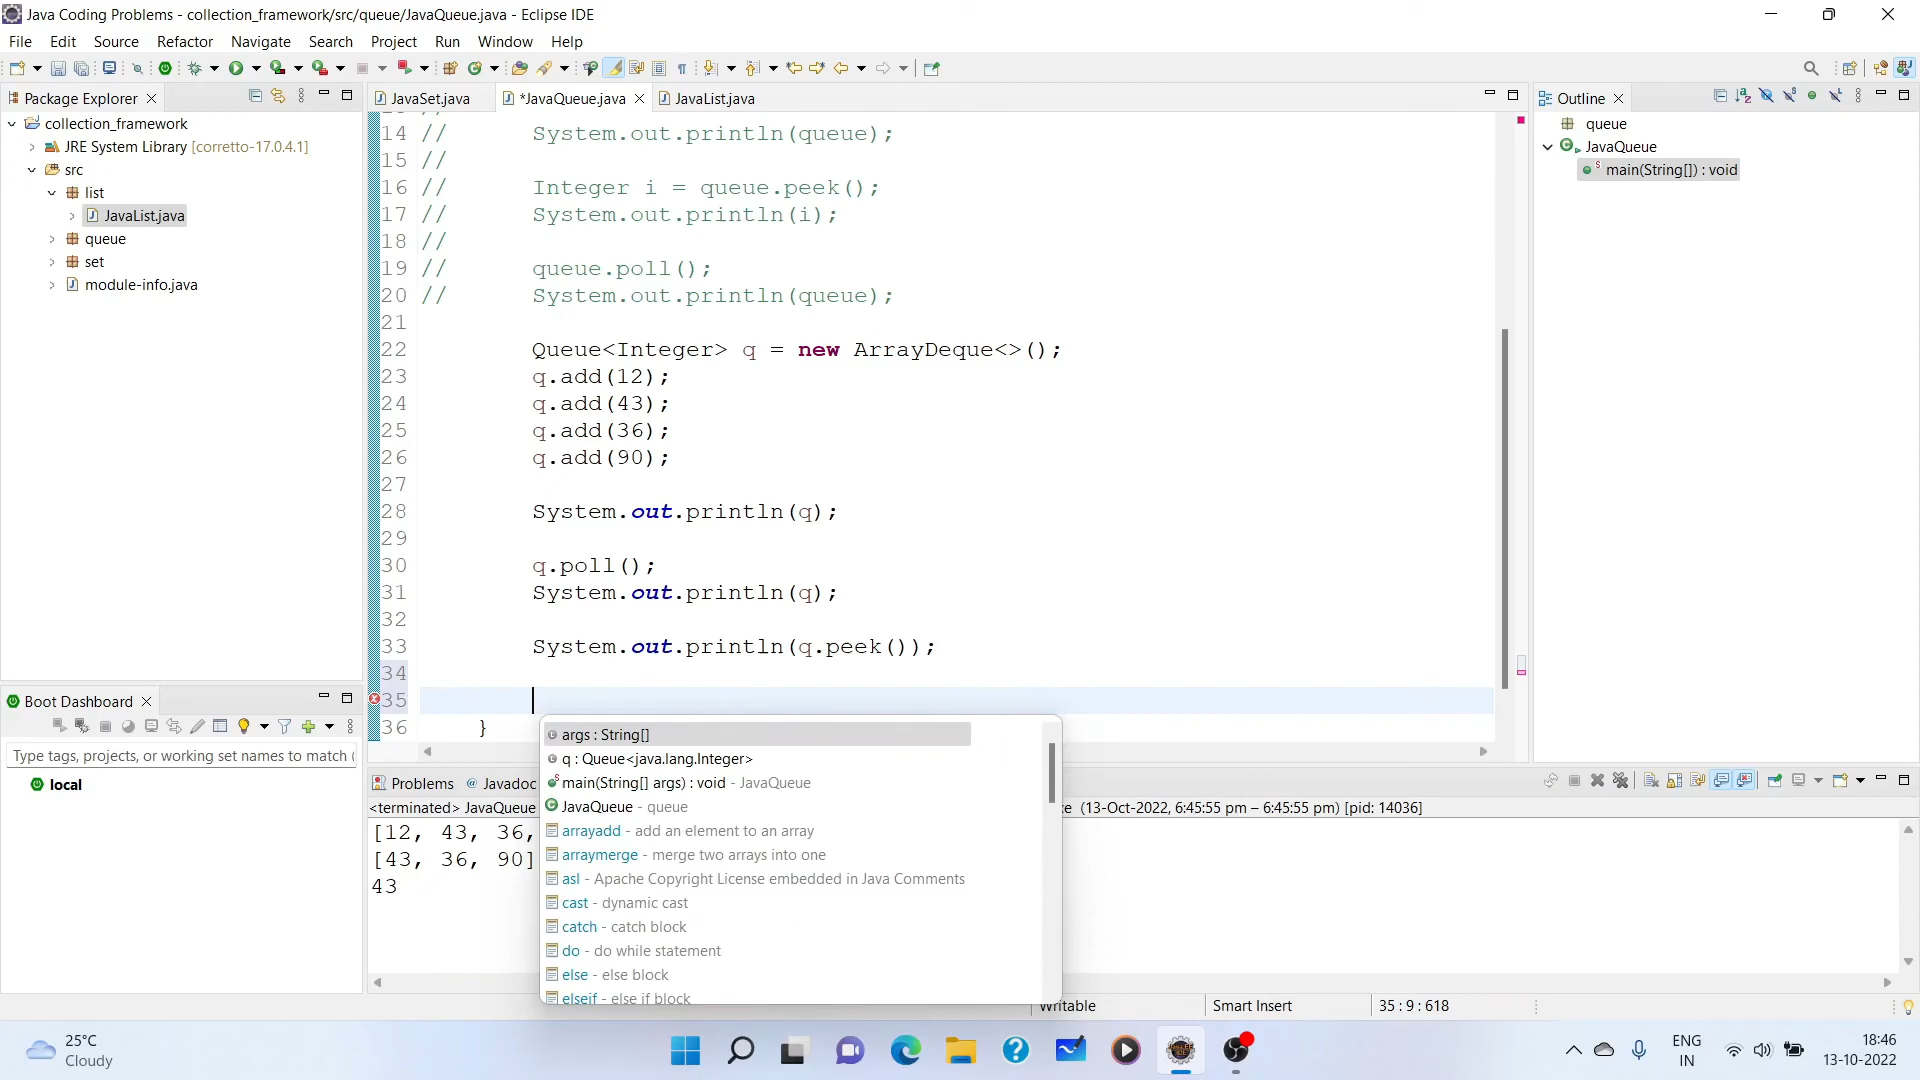 Java Coding Problems - collection_framework/src/queue/JavaQueue.java - Eclipse IDE
File Edit Source Refactor Navigate Search Project Run Window Help
Package Explorer
collection_framework
JRE System Library [corretto-17.0.4.1]
src
list
JavaList.java
queue
set
module-info.java
Boot Dashboard
Type tags, projects, or working set names to match (
local
JavaSet.java *JavaQueue.java JavaList.java
14 // System.out.println(queue);
15 //
16 // Integer i = queue.peek();
17 // System.out.println(i);
18 //
19 // queue.poll();
20 // System.out.println(queue);
21
22 Queue<Integer> q = new ArrayDeque<>();
23 q.add(12);
24 q.add(43);
25 q.add(36);
26 q.add(90);
27
28 System.out.println(q);
29
30 q.poll();
31 System.out.println(q);
32
33 System.out.println(q.peek());
34
35
36 }
args : String[]
q : Queue<java.lang.Integer>
main(String[] args) : void - JavaQueue
JavaQueue - queue
arrayadd - add an element to an array
arraymerge - merge two arrays into one
asl - Apache Copyright License embedded in Java Comments
cast - dynamic cast
catch - catch block
do - do while statement
else - else block
elseif - else if block
Problems Javadoc
<terminated> JavaQueue (13-Oct-2022, 6:45:55 pm – 6:45:55 pm) [pid: 14036]
[12, 43, 36,
[43, 36, 90]
43
Outline
queue
JavaQueue
main(String[]) : void
Writable Smart Insert 35 : 9 : 618
25°C
Cloudy
ENG
IN
18:46
13-10-2022